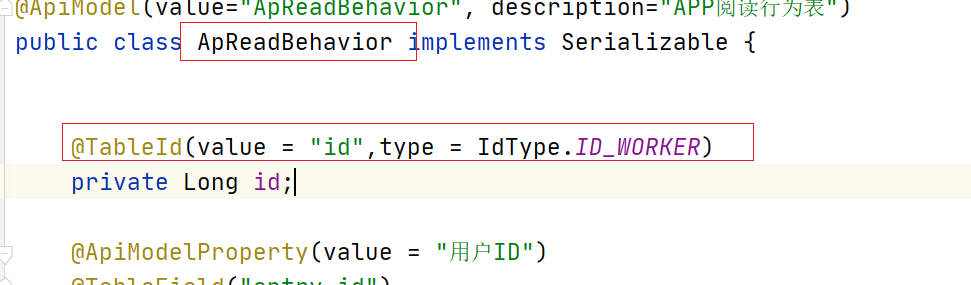 @ApiModel(value="ApReadBehavior", description="APP阅读行为表")
public class ApReadBehavior implements Serializable {
@TableId(value = "id",type = IdType.ID_WORKER)
private Long id;
@ApiModelProperty(value = "用户ID")
@TableField("entry_id")